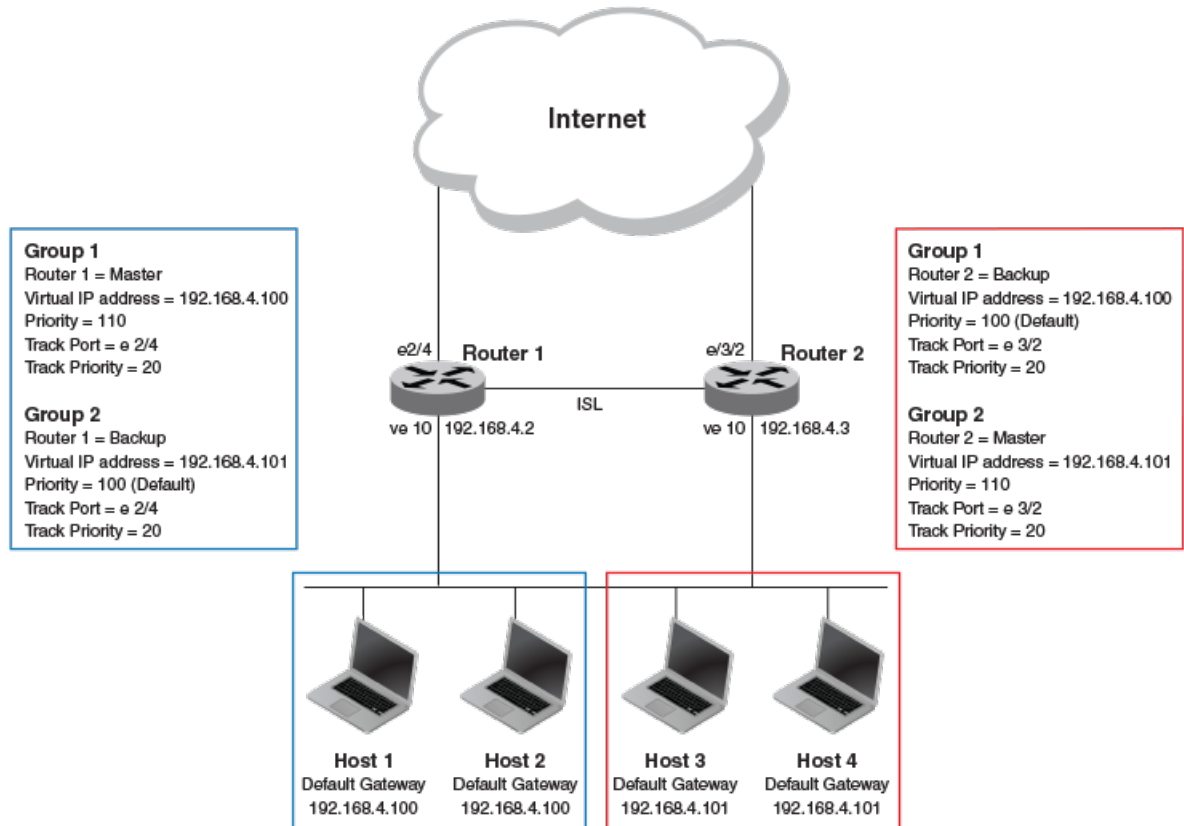 Internet
Group 1
Router 1 = Master
Virtual IP address = 192.168.4.100
Priority = 110
Track Port = e 2/4
Track Priority = 20
Group 2
Router 1 = Backup
Virtual IP address = 192.168.4.101
Priority = 100 (Default)
Track Port = e 2/4
Track Priority = 20
e2/4
Router 1
ve 10
192.168.4.2
ISL
e/3/2
Router 2
ve 10
192.168.4.3
Group 1
Router 2 = Backup
Virtual IP address = 192.168.4.100
Priority = 100 (Default)
Track Port = e 3/2
Track Priority = 20
Group 2
Router 2 = Master
Virtual IP address = 192.168.4.101
Priority = 110
Track Port = e 3/2
Track Priority = 20
Host 1
Default Gateway
192.168.4.100
Host 2
Default Gateway
192.168.4.100
Host 3
Default Gateway
192.168.4.101
Host 4
Default Gateway
192.168.4.101